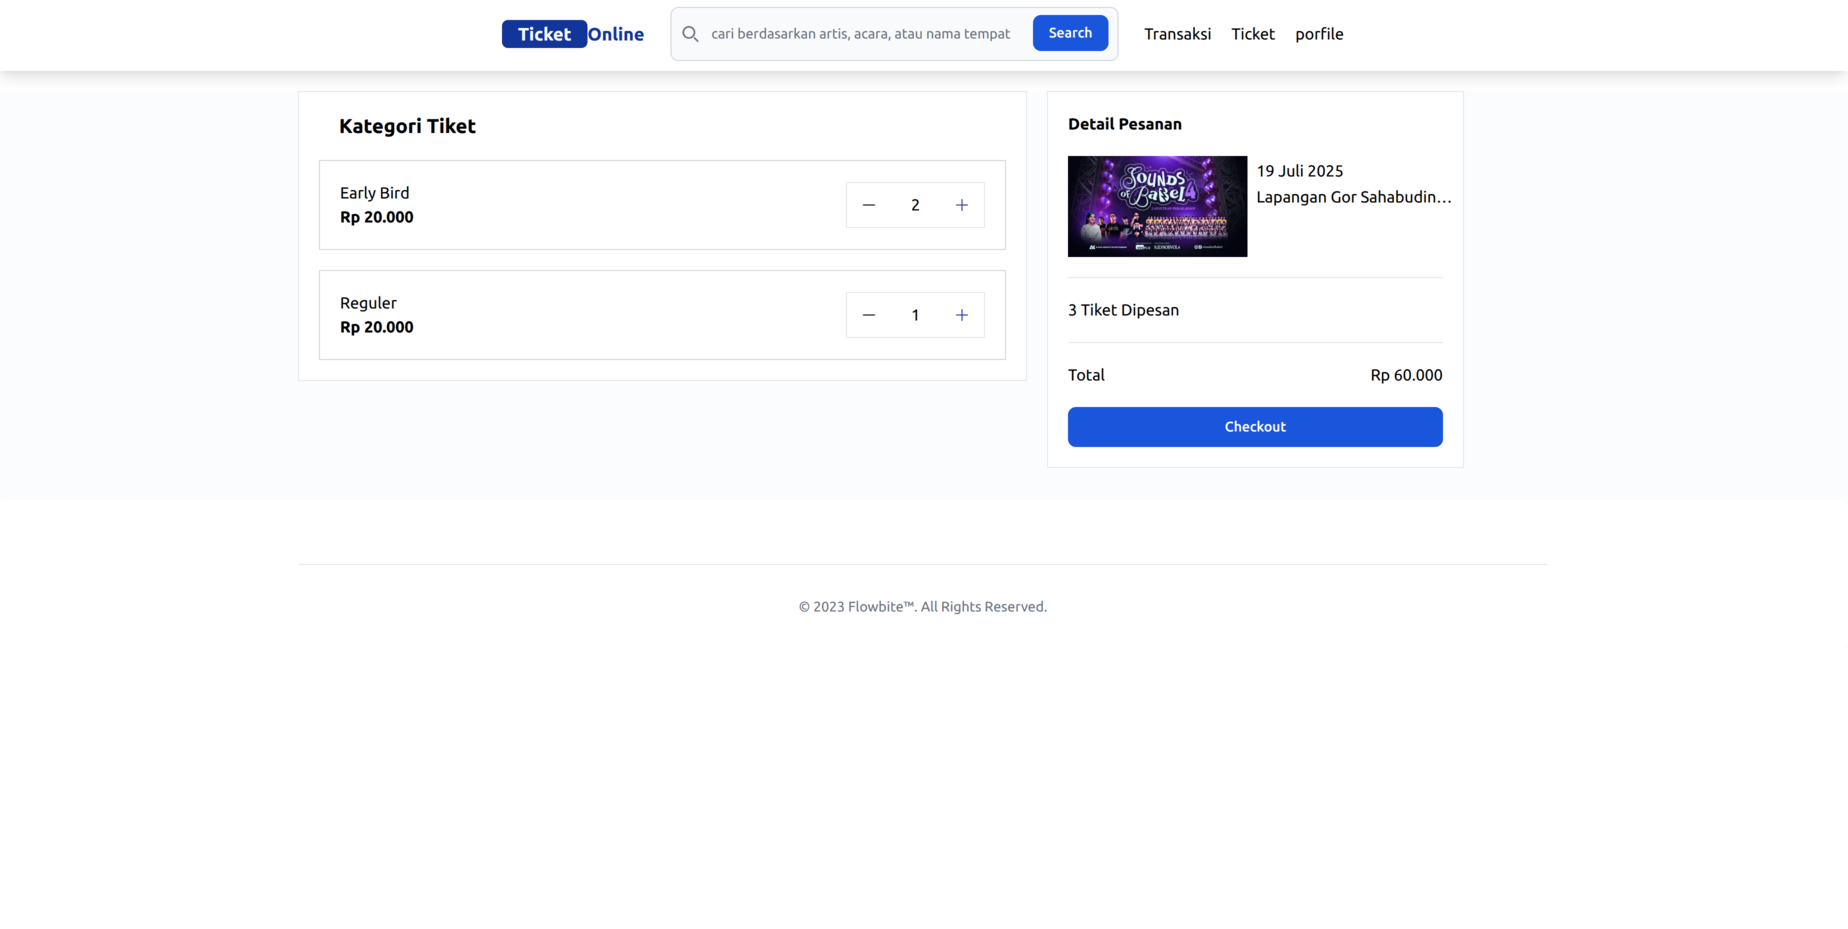 Ticket Online
cari berdasarkan artis, acara, atau nama tempat
Search
Transaksi
Ticket
porfile
Kategori Tiket
Early Bird
Rp 20.000
2
Reguler
Rp 20.000
1
Detail Pesanan
SOUNDS
OF BABEL 4
19 Juli 2025
Lapangan Gor Sahabudin...
3 Tiket Dipesan
Total
Rp 60.000
Checkout
© 2023 Flowbite™. All Rights Reserved.